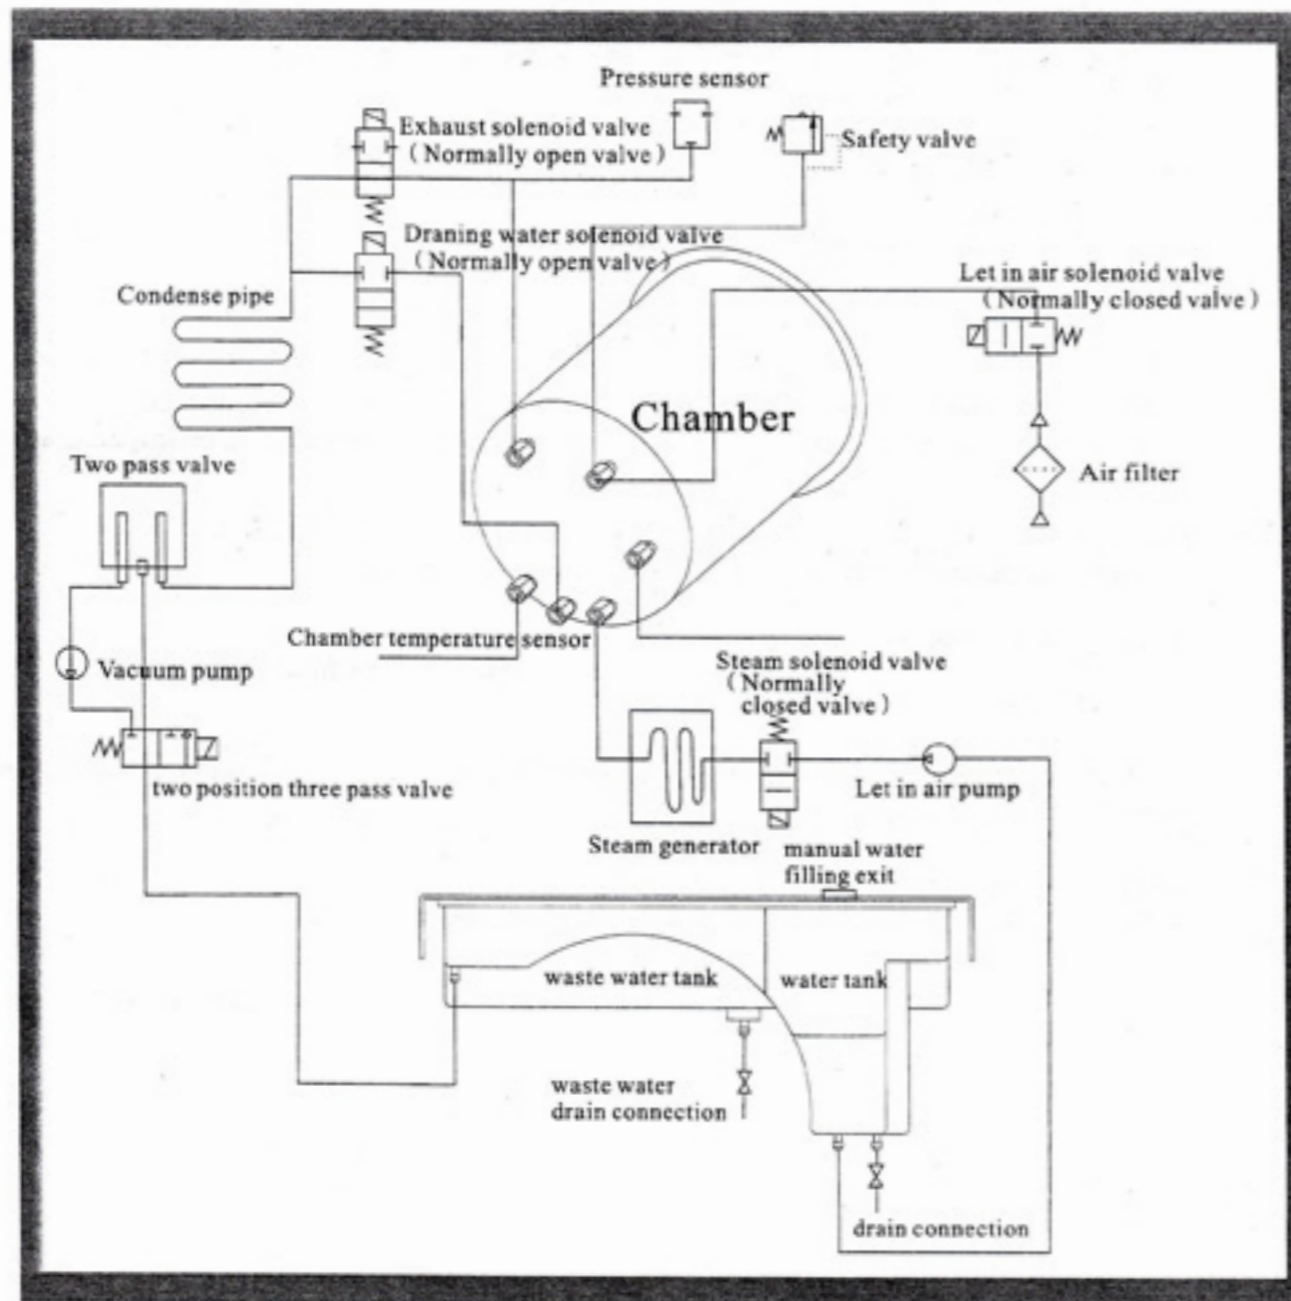 Pressure sensor
Exhaust solenoid valve
(Normally open valve)
Safety valve
Draning water solenoid valve
(Normally open valve)
Let in air solenoid valve
(Normally closed valve)
Condense pipe
Chamber
Two pass valve
Air filter
Chamber temperature sensor
Vacuum pump
Steam solenoid valve
(Normally
closed valve)
two position three pass valve
Let in air pump
Steam generator
manual water
filling exit
waste water tank
water tank
waste water
drain connection
drain connection